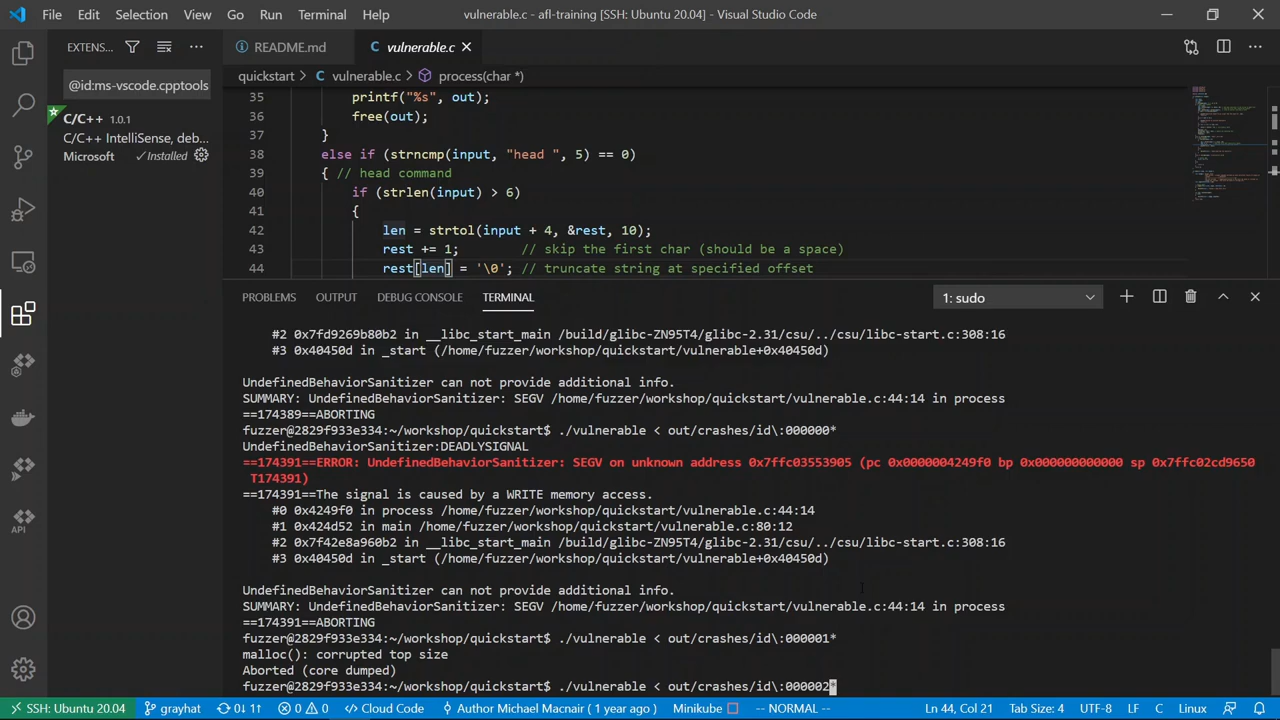 File Edit Selection View Go Run Terminal Help vulnerable.c - afl-training [SSH: Ubuntu 20.04] - Visual Studio Code
EXTENS... README.md C vulnerable.c
quickstart > C vulnerable.c > process(char *)
@id:ms-vscode.cpptools
C/C++ 1.0.1
C/C++ IntelliSense, deb...
Microsoft ✓Installed
35 printf("%s", out);
36 free(out);
37 }
38 else if (strncmp(input, "head ", 5) == 0)
39 { // head command
40 if (strlen(input) > 6)
41 {
42 len = strtol(input + 4, &rest, 10);
43 rest += 1; // skip the first char (should be a space)
44 rest[len] = '\0'; // truncate string at specified offset
PROBLEMS OUTPUT DEBUG CONSOLE TERMINAL 1: sudo
#2 0x7fd9269b80b2 in __libc_start_main /build/glibc-ZN95T4/glibc-2.31/csu/../csu/libc-start.c:308:16
#3 0x40450d in _start (/home/fuzzer/workshop/quickstart/vulnerable+0x40450d)
UndefinedBehaviorSanitizer can not provide additional info.
SUMMARY: UndefinedBehaviorSanitizer: SEGV /home/fuzzer/workshop/quickstart/vulnerable.c:44:14 in process
==174389==ABORTING
fuzzer@2829f933e334:~/workshop/quickstart$ ./vulnerable < out/crashes/id\:000000*
UndefinedBehaviorSanitizer:DEADLYSIGNAL
==174391==ERROR: UndefinedBehaviorSanitizer: SEGV on unknown address 0x7ffc03553905 (pc 0x0000004249f0 bp 0x000000000000 sp 0x7ffc02cd9650
T174391)
==174391==The signal is caused by a WRITE memory access.
#0 0x4249f0 in process /home/fuzzer/workshop/quickstart/vulnerable.c:44:14
#1 0x424d52 in main /home/fuzzer/workshop/quickstart/vulnerable.c:80:12
#2 0x7f42e8a960b2 in __libc_start_main /build/glibc-ZN95T4/glibc-2.31/csu/../csu/libc-start.c:308:16
#3 0x40450d in _start (/home/fuzzer/workshop/quickstart/vulnerable+0x40450d)
UndefinedBehaviorSanitizer can not provide additional info.
SUMMARY: UndefinedBehaviorSanitizer: SEGV /home/fuzzer/workshop/quickstart/vulnerable.c:44:14 in process
==174391==ABORTING
fuzzer@2829f933e334:~/workshop/quickstart$ ./vulnerable < out/crashes/id\:000001*
malloc(): corrupted top size
Aborted (core dumped)
fuzzer@2829f933e334:~/workshop/quickstart$ ./vulnerable < out/crashes/id\:000002*
API
SSH: Ubuntu 20.04 grayhat 0↓ 1↑ 0 0 Cloud Code Author Michael Macnair (1 year ago) Minikube -- NORMAL -- Ln 44, Col 21 Tab Size: 4 UTF-8 LF C Linux